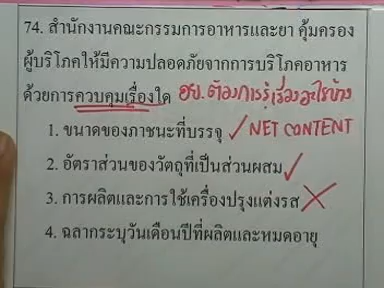 74. สำนักงานคณะกรรมการอาหารและยา คุ้มครอง
ผู้บริโภคให้มีความปลอดภัยจากการบริโภคอาหาร
ด้วยการควบคุมเรื่องใด อย. ต้องการรู้เรื่องอะไรบ้าง
1. ขนาดของภาชนะที่บรรจุ ✓ NET CONTENT
2. อัตราส่วนของวัตถุที่เป็นส่วนผสม ✓
3. การผลิตและการใช้เครื่องปรุงแต่งรส ✗
4. ฉลากระบุวันเดือนปีที่ผลิตและหมดอายุ